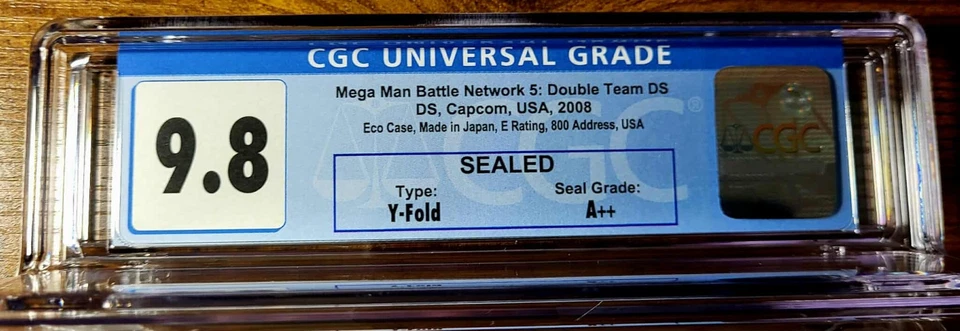 CGC UNIVERSAL GRADE
9.8
Mega Man Battle Network 5: Double Team DS
DS, Capcom, USA, 2008
Eco Case, Made in Japan, E Rating, 800 Address, USA
CGC®
SEALED
Type: Seal Grade:
Y-Fold A++
CGC